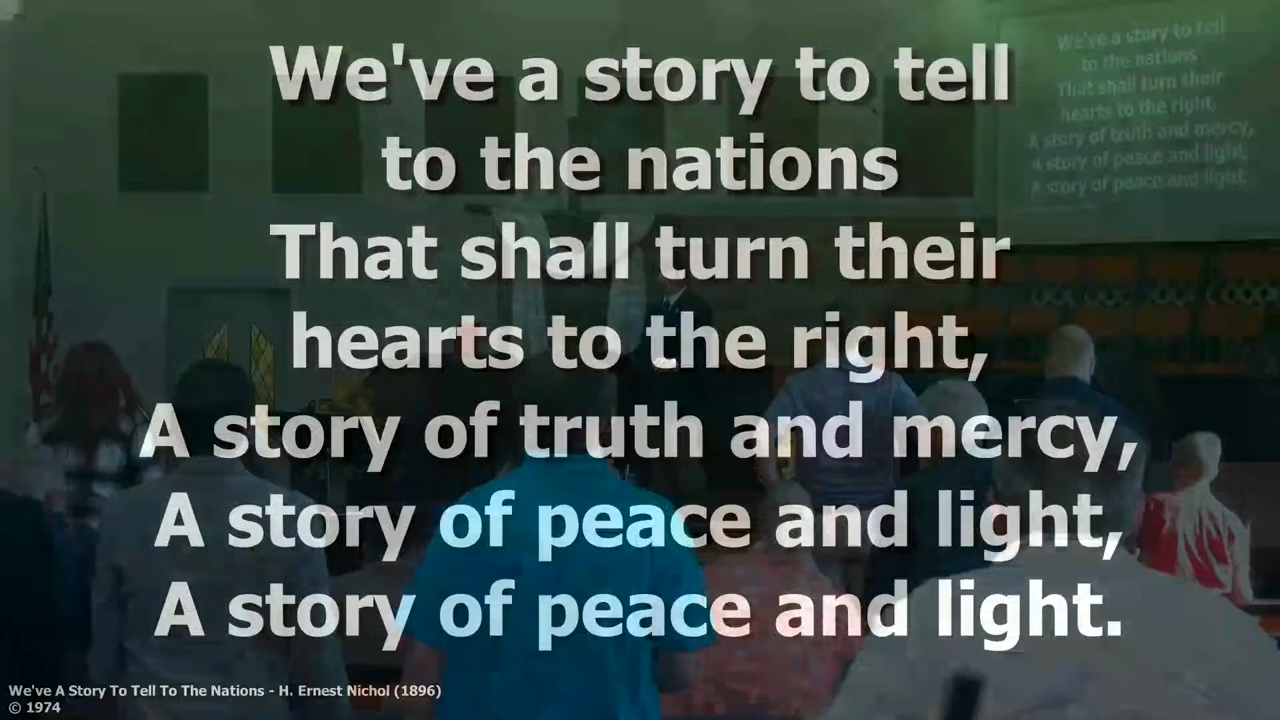 We've a story to tell
to the nations
That shall turn their
hearts to the right,
A story of truth and mercy,
A story of peace and light,
A story of peace and light.
We've a story to tell
to the nations
That shall turn their
hearts to the right,
A story of truth and mercy,
A story of peace and light,
A story of peace and light.
We've A Story To Tell To The Nations - H. Ernest Nichol (1896)
© 1974